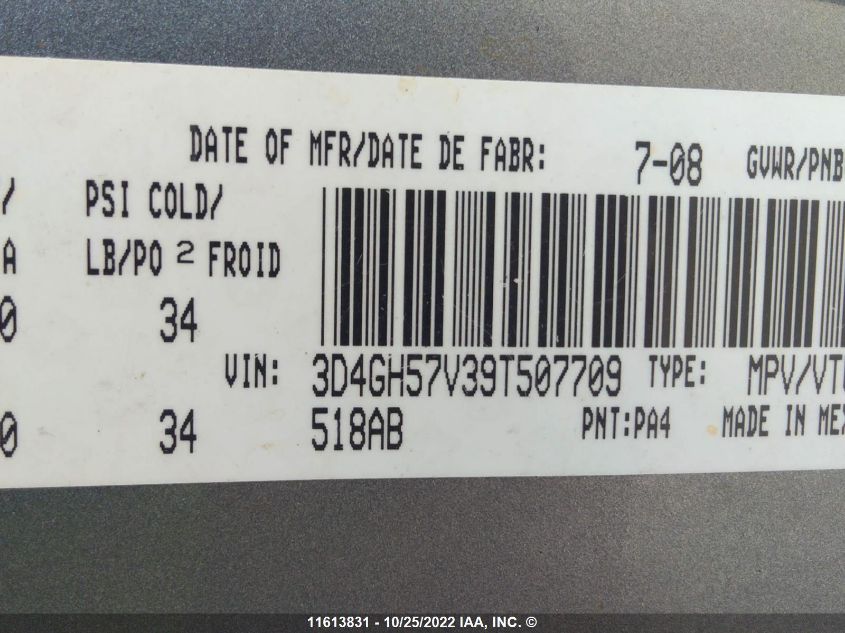 DATE OF MFR/DATE DE FABR: 7-08 GVWR/PNB
/ PSI COLD/
A LB/PO 2 FROID
0 34
VIN: 3D4GH57V39T507709 TYPE: MPV/VT
0 34 518AB PNT:PA4 MADE IN MEX
11613831 - 10/25/2022 IAA, INC. ©